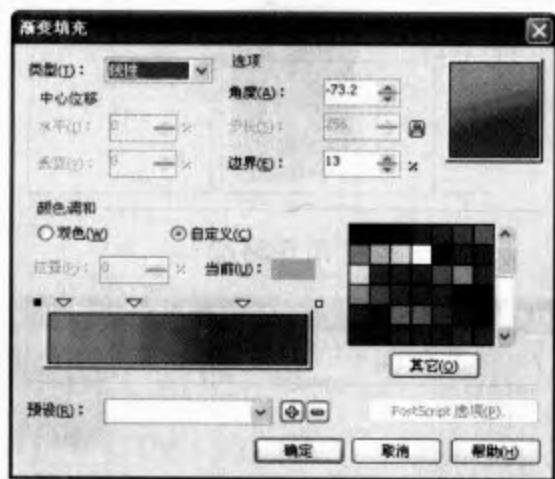 渐变填充
类型(T)： 线性
选项
中心位移
角度(A)： -73.2
水平(I)： 0 %
步长(S)： 256
垂直(V)： 0 %
边界(E)： 13 %
颜色调和
双色(W) 自定义(C)
位置(P)： 0 % 当前(U)：
其它(O)
预设(R)：
PostScript 选项(P)...
确定 取消 帮助(H)